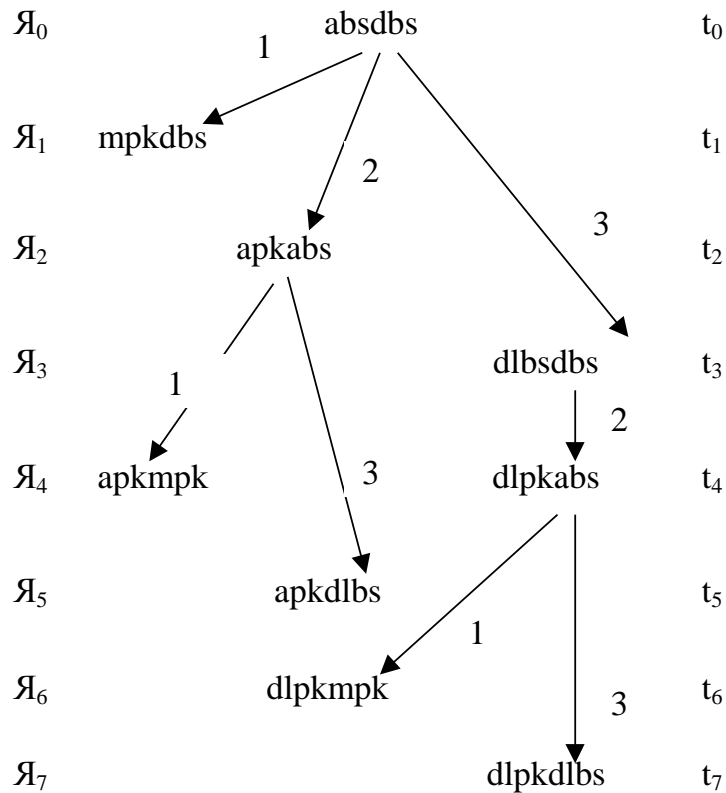 Я₀ absdbs t₀
1
Я₁ mpkdbs t₁
2
3
Я₂ apkabs t₂
Я₃ dlbsdbs t₃
1
2
Я₄ apkmpk 3 dlpkabs t₄
Я₅ apkdlbs t₅
1
Я₆ dlpkmpk t₆
3
Я₇ dlpkdlbs t₇